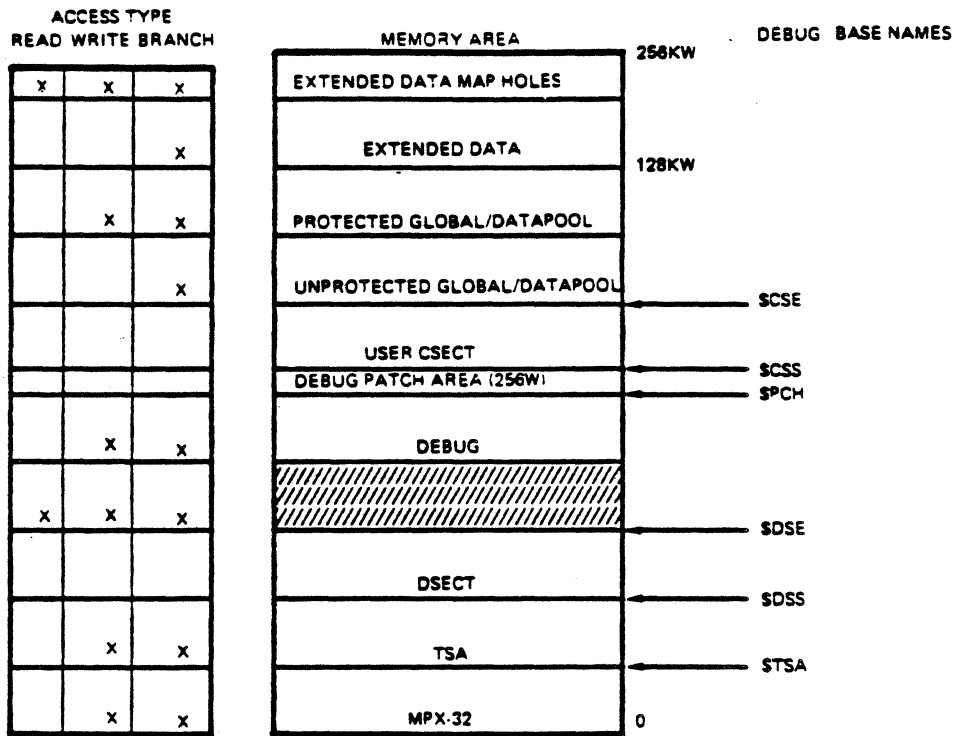 ACCESS TYPE
READ WRITE BRANCH
MEMORY AREA
DEBUG BASE NAMES
256KW
X X X
EXTENDED DATA MAP HOLES
X
EXTENDED DATA
128KW
X X
PROTECTED GLOBAL/DATAPOOL
X
UNPROTECTED GLOBAL/DATAPOOL
$CSE
USER CSECT
$CSS
DEBUG PATCH AREA (256W)
$PCH
X X
DEBUG
X X X
$DSE
DSECT
$DSS
X X
TSA
$TSA
X X
MPX-32
0